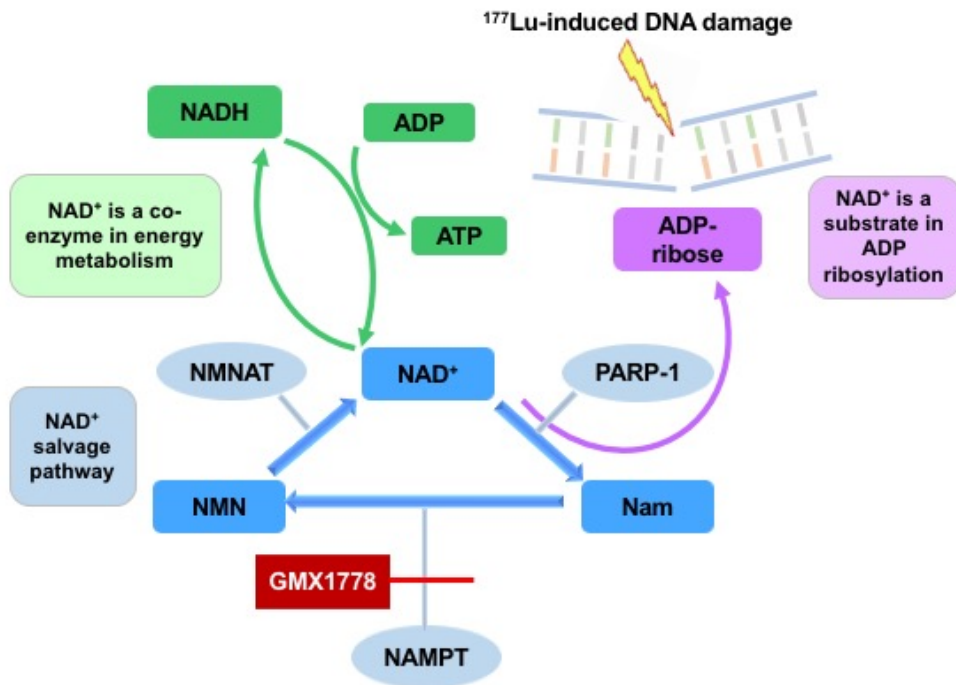 ¹⁷⁷Lu-induced DNA damage
NADH
ADP
NAD⁺ is a co-
enzyme in energy
metabolism
ATP
ADP-
ribose
NAD⁺ is a
substrate in
ADP
ribosylation
NMNAT
NAD⁺
PARP-1
NAD⁺
salvage
pathway
NMN
Nam
GMX1778
NAMPT